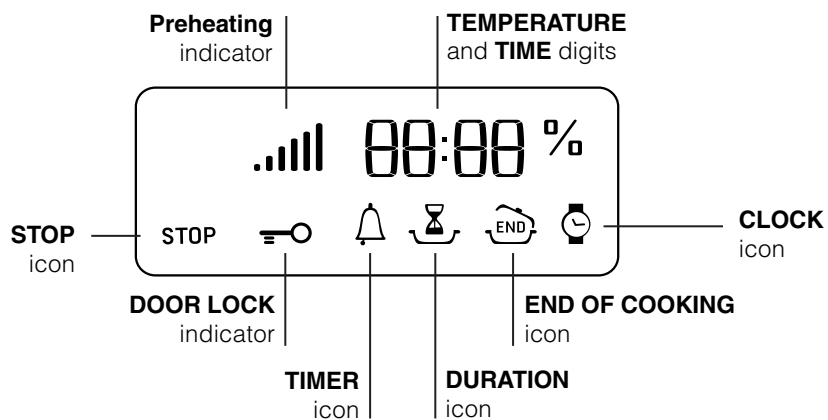 Preheating
indicator
TEMPERATURE
and TIME digits
88:88 %
STOP
icon
STOP
END
CLOCK
icon
DOOR LOCK
indicator
END OF COOKING
icon
TIMER
icon
DURATION
icon